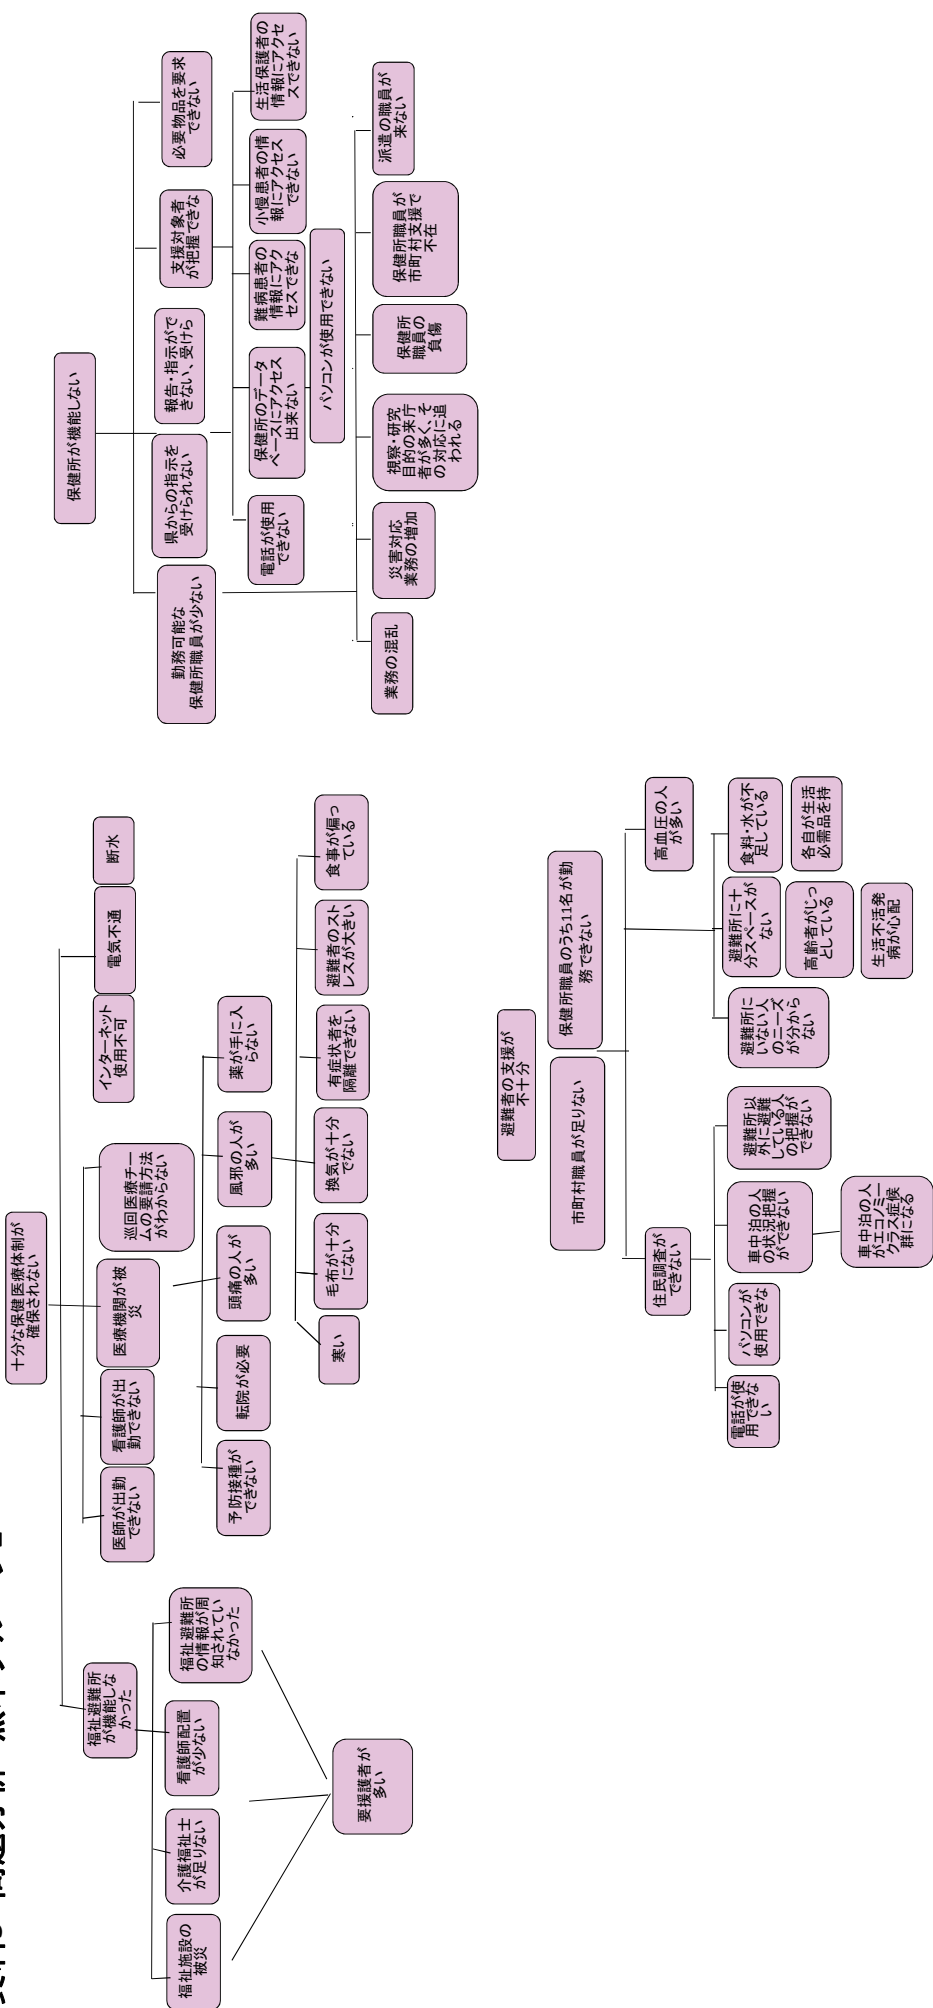 問題分析
十分な保健医療体制が
確保されない
福祉避難所
が機能しな
かった
医師が出勤
できない
看護師が出
勤できない
医療機関が被
災
巡回医療チー
ムの要請方法
がわからない
インターネット
使用不可
電気不通
断水
福祉施設の
被災
介護福祉士
が足りない
看護師配置
が少ない
福祉避難所
の情報が周
知されてい
なかった
予防接種が
できない
転院が必要
頭痛の人が
多い
風邪の人が
多い
薬が手に入
らない
要援護者が
多い
寒い
毛布が十分
にない
換気が十分
でない
有症状者を
隔離できない
避難者のスト
レスが大きい
食事が偏っ
ている
保健所が機能しない
勤務可能な
保健所職員が少ない
県からの指示を
受けられない
報告・指示がで
きない、受けら
支援対象者
が把握できな
必要物品を要求
できない
電話が使用
できない
保健所のデータ
ベースにアクセス
出来ない
難病患者の
情報にアク
セスできな
小慢患者の情
報にアクセス
できない
生活保護者の
情報にアクセ
スできない
パソコンが使用できない
業務の混乱
災害対応
業務の増加
視察・研究
目的の来庁
者が多く、そ
の対応に追
われる
保健所
職員の
負傷
保健所職員が
市町村支援で
不在
派遣の職員が
来ない
避難者の支援が
不十分
市町村職員が足りない
保健所職員のうち11名が勤
務できない
住民調査が
できない
高血圧の人
が多い
電話が使
用できな
い
パソコンが
使用できな
車中泊の人
の状況把握
ができない
避難所以
外に避難
している人
の把握が
できない
避難所に
いない人
のニーズ
が分から
ない
避難所に十
分スペースが
ない
食料・水が不
足している
高齢者がじっ
としている
各自が生活
必需品を持
車中泊の人
がエコノミー
クラス症候
群になる
生活不活発
病が心配